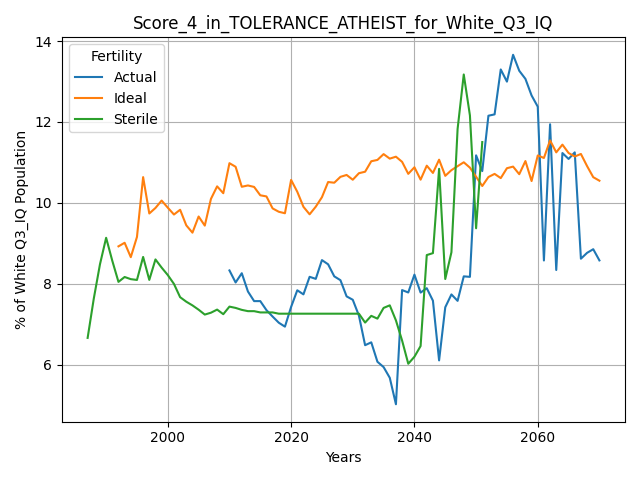 Score_4_in_TOLERANCE_ATHEIST_for_White_Q3_IQ
Fertility
Actual
Ideal
Sterile
% of White Q3_IQ Population
14
12
10
8
6
2000 2020 2040 2060
Years